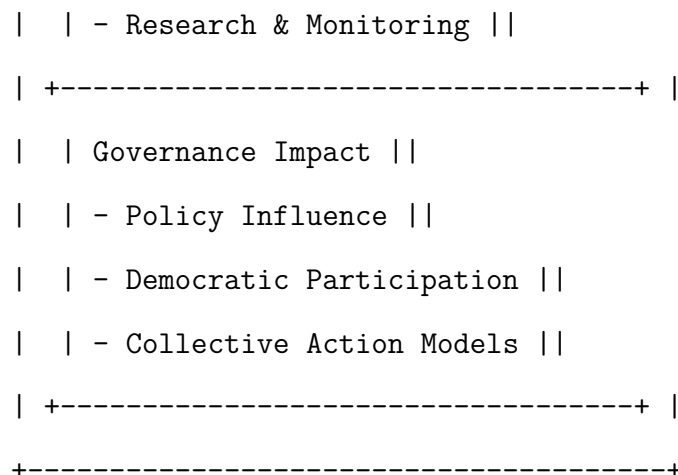 |  | - Research & Monitoring ||
| +-----------------------------------+ |
|  | Governance Impact ||
|  | - Policy Influence ||
|  | - Democratic Participation ||
|  | - Collective Action Models ||
| +-----------------------------------+ |
+----------------------------------------+